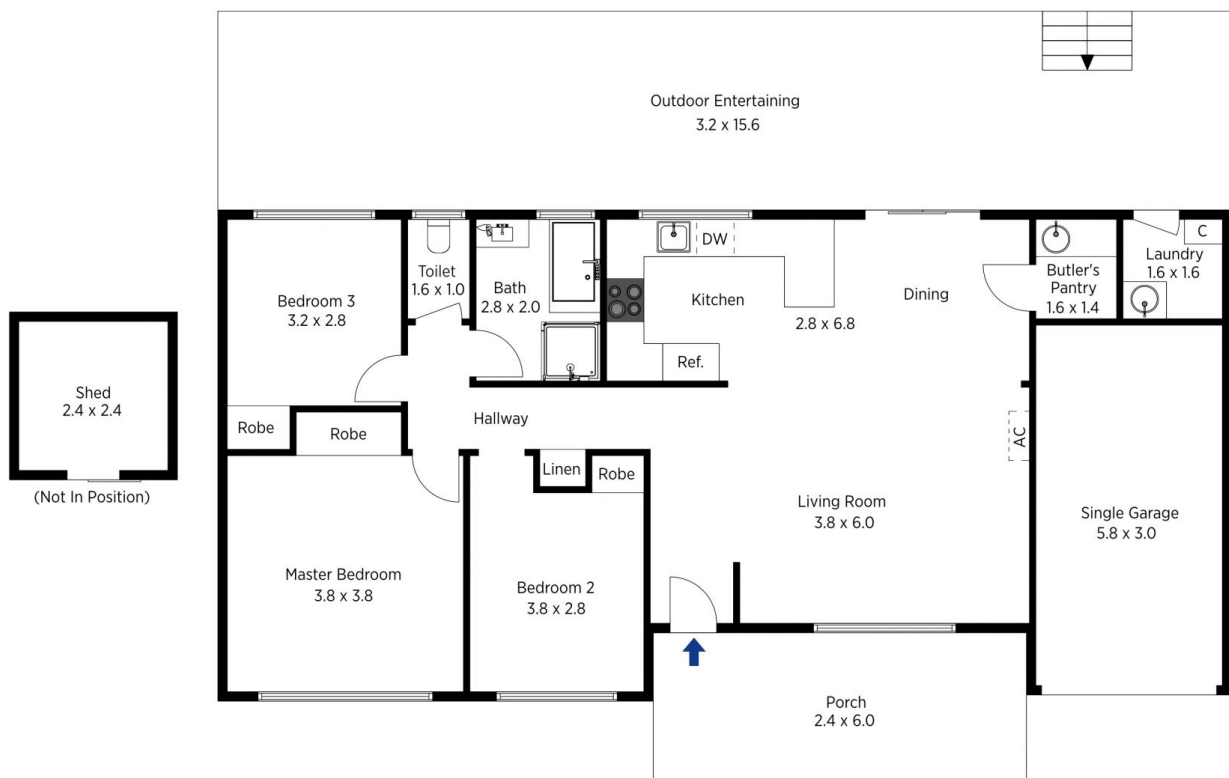 Outdoor Entertaining
3.2 x 15.6
Bedroom 3
3.2 x 2.8
Toilet
1.6 x 1.0
Bath
2.8 x 2.0
DW
Kitchen
Ref.
2.8 x 6.8
Dining
Butler's
Pantry
1.6 x 1.4
C
Laundry
1.6 x 1.6
Shed
2.4 x 2.4
(Not In Position)
Robe
Robe
Hallway
Linen
Robe
AC
Living Room
3.8 x 6.0
Single Garage
5.8 x 3.0
Master Bedroom
3.8 x 3.8
Bedroom 2
3.8 x 2.8
Porch
2.4 x 6.0